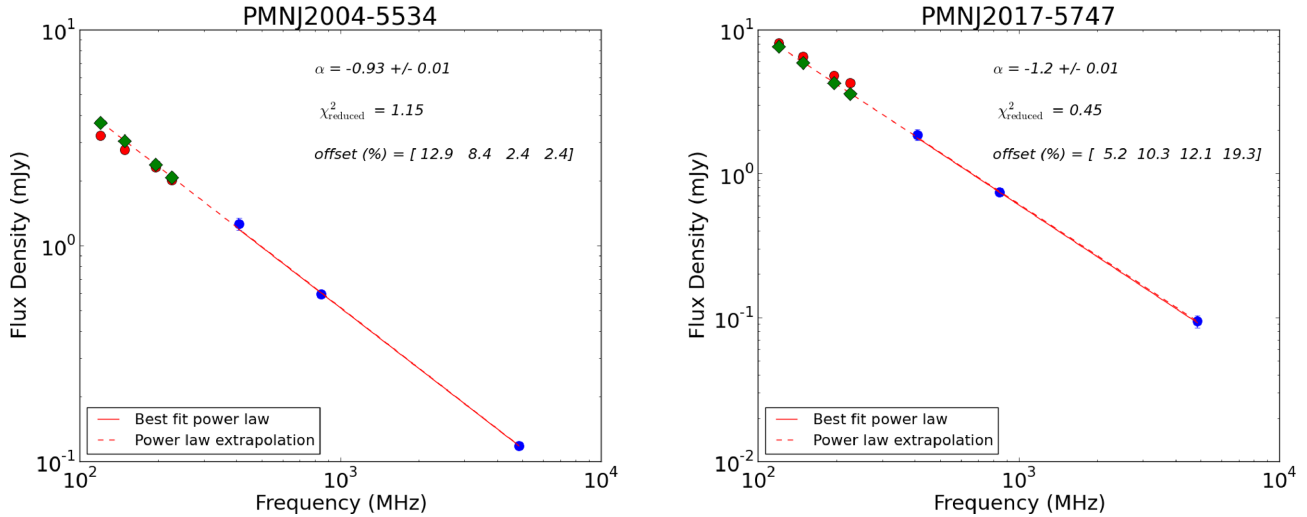 PMNJ2004-5534
α = -0.93 +/- 0.01
χ²reduced = 1.15
offset (%) = [ 12.9 8.4 2.4 2.4]
Flux Density (mJy)
10¹
10⁰
10⁻¹
Best fit power law
Power law extrapolation
10² 10³ 10⁴
Frequency (MHz)
PMNJ2017-5747
α = -1.2 +/- 0.01
χ²reduced = 0.45
offset (%) = [ 5.2 10.3 12.1 19.3]
Flux Density (mJy)
10¹
10⁰
10⁻¹
10⁻²
Best fit power law
Power law extrapolation
10² 10³ 10⁴
Frequency (MHz)